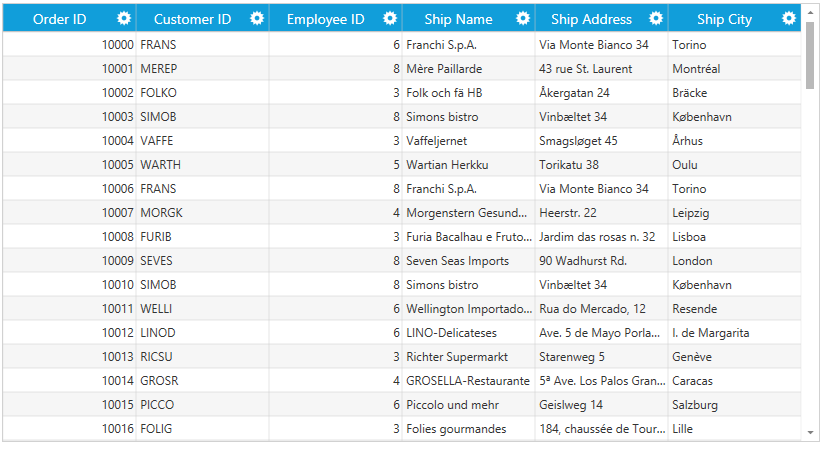 Order ID Customer ID Employee ID Ship Name Ship Address Ship City
10000 FRANS 6 Franchi S.p.A. Via Monte Bianco 34 Torino
10001 MEREP 8 Mère Paillarde 43 rue St. Laurent Montréal
10002 FOLKO 3 Folk och fä HB Åkergatan 24 Bräcke
10003 SIMOB 8 Simons bistro Vinbæltet 34 København
10004 VAFFE 3 Vaffeljernet Smagsløget 45 Århus
10005 WARTH 5 Wartian Herkku Torikatu 38 Oulu
10006 FRANS 8 Franchi S.p.A. Via Monte Bianco 34 Torino
10007 MORGK 4 Morgenstern Gesund... Heerstr. 22 Leipzig
10008 FURIB 3 Furia Bacalhau e Fruto... Jardim das rosas n. 32 Lisboa
10009 SEVES 8 Seven Seas Imports 90 Wadhurst Rd. London
10010 SIMOB 8 Simons bistro Vinbæltet 34 København
10011 WELLI 6 Wellington Importado... Rua do Mercado, 12 Resende
10012 LINOD 6 LINO-Delicateses Ave. 5 de Mayo Porla... I. de Margarita
10013 RICSU 3 Richter Supermarkt Starenweg 5 Genève
10014 GROSR 4 GROSELLA-Restaurante 5ª Ave. Los Palos Gran... Caracas
10015 PICCO 6 Piccolo und mehr Geislweg 14 Salzburg
10016 FOLIG 3 Folies gourmandes 184, chaussée de Tour... Lille